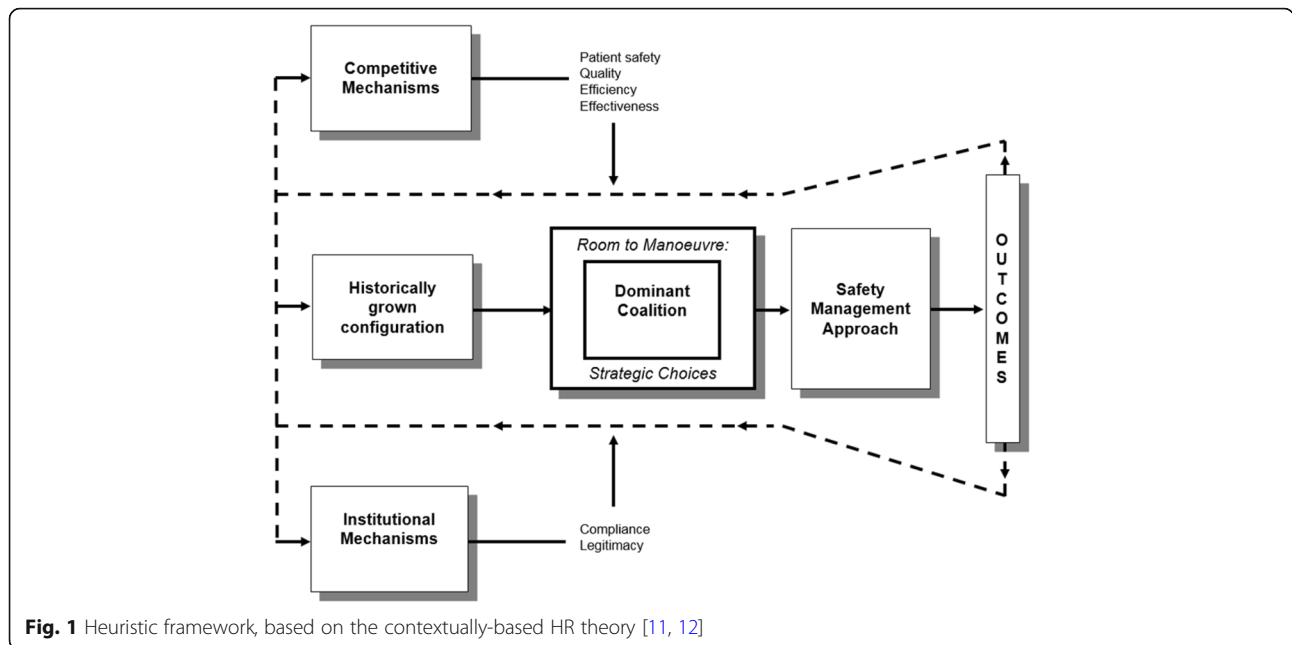 Competitive
Mechanisms
Patient safety
Quality
Efficiency
Effectiveness
Historically
grown
configuration
Room to Manoeuvre:
Dominant
Coalition
Strategic Choices
Safety
Management
Approach
OUTCOMES
Institutional
Mechanisms
Compliance
Legitimacy
Fig. 1 Heuristic framework, based on the contextually-based HR theory [11, 12]